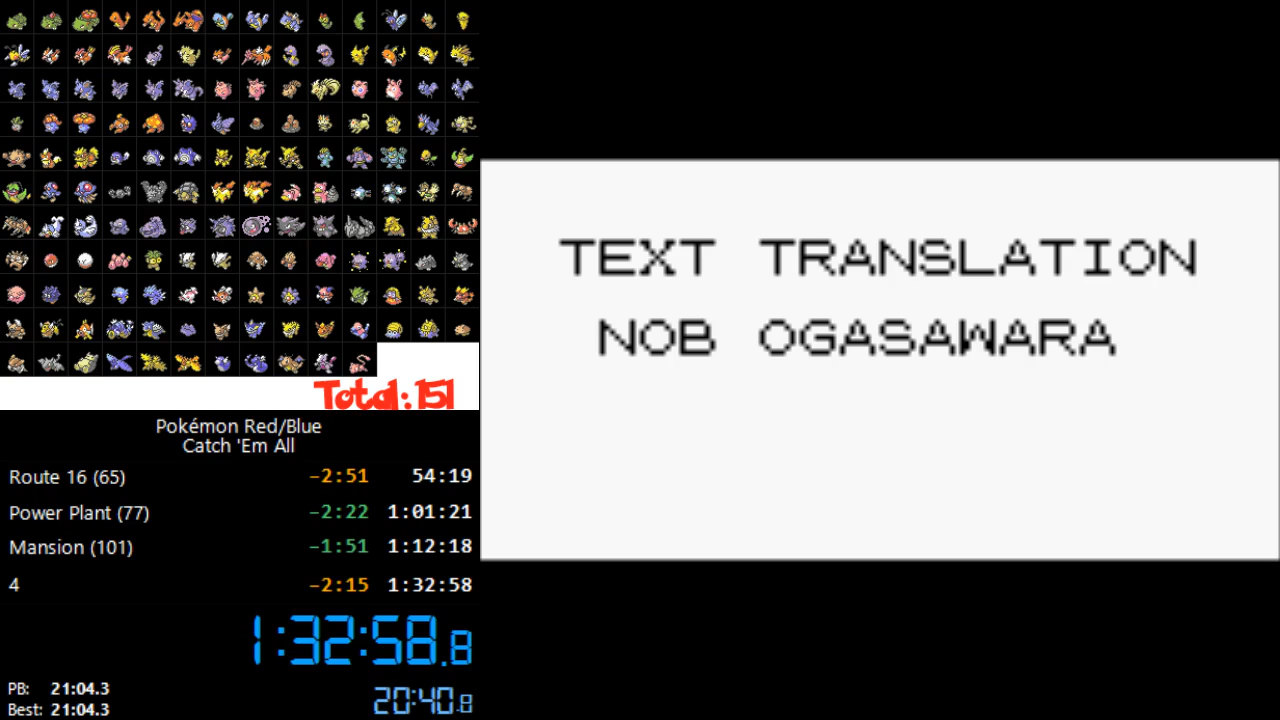 Total: 151
Pokémon Red/Blue
Catch 'Em All
Route 16 (65) -2:51 54:19
Power Plant (77) -2:22 1:01:21
Mansion (101) -1:51 1:12:18
4 -2:15 1:32:58
1:32:58.8
PB: 21:04.3
Best: 21:04.3
20:40.8
TEXT TRANSLATION
NOB OGASAWARA